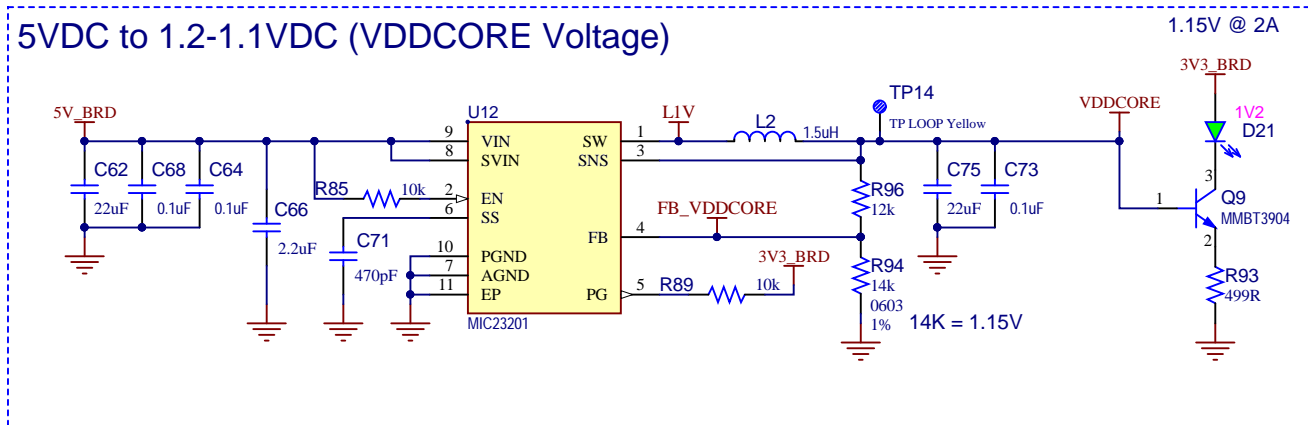 5VDC to 1.2-1.1VDC (VDDCORE Voltage)
1.15V @ 2A
5V_BRD
C62
22uF
C68
0.1uF
C64
0.1uF
C66
2.2uF
R85
10k
C71
470pF
U12
9
VIN
8
SVIN
2
EN
6
SS
10
PGND
7
AGND
11
EP
SW
1
SNS
3
FB
4
PG
5
MIC23201
L1V
L2
1.5uH
TP14
TP LOOP Yellow
FB_VDDCORE
R96
12k
R94
14k
0603
1%
14K = 1.15V
R89
10k
3V3_BRD
C75
22uF
C73
0.1uF
VDDCORE
3V3_BRD
1V2
D21
3
1
Q9
MMBT3904
2
R93
499R